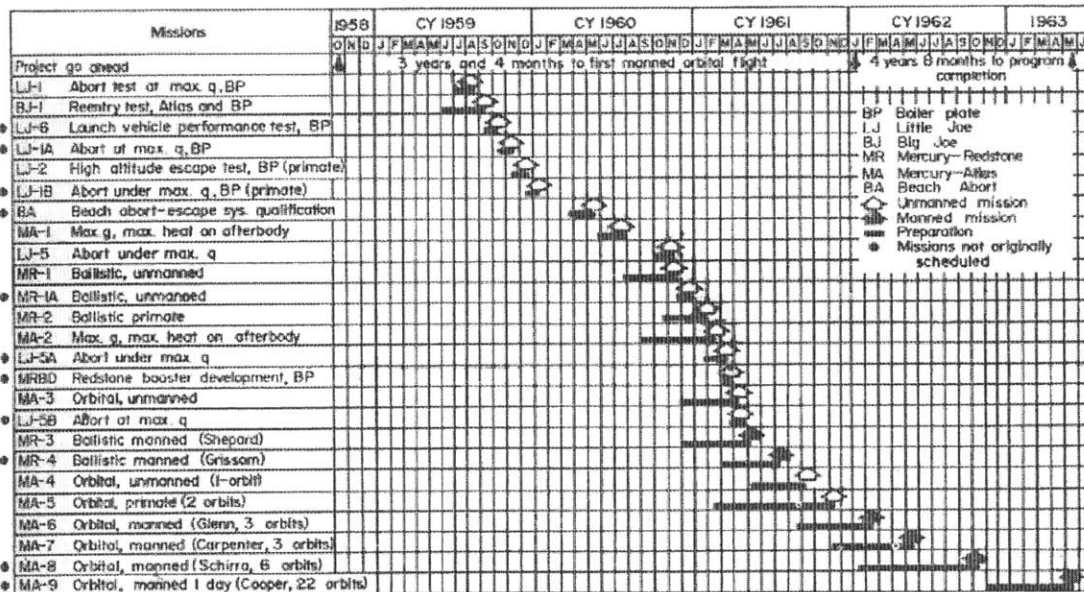 Missions 1958 CY 1959 CY 1960 CY 1961 CY 1962 1963
O N D J F M A M J J A S O N D J F M A M J J A S O N D J F M A M J J A S O N D J F M A M J J A S O N D J F M A M J
Project go ahead 3 years and 4 months to first manned orbital flight 4 years 8 months to program
completion
LJ-1 Abort test at max. q, BP
BJ-1 Reentry test, Atlas and BP
LJ-6 Launch vehicle performance test, BP
LJ-1A Abort at max. q, BP
LJ-2 High altitude escape test, BP (primate)
LJ-1B Abort under max. q, BP (primate)
BA Beach abort-escape sys. qualification
MA-1 Max. g, max. heat on afterbody
LJ-5 Abort under max. q
MR-1 Ballistic, unmanned
MR-1A Ballistic, unmanned
MR-2 Ballistic primate
MA-2 Max. g, max. heat on afterbody
LJ-5A Abort under max. q
MRBD Redstone booster development, BP
MA-3 Orbital, unmanned
LJ-5B Abort at max. q
MR-3 Ballistic manned (Shepard)
MR-4 Ballistic manned (Grissom)
MA-4 Orbital, unmanned (1-orbit)
MA-5 Orbital, primate (2 orbits)
MA-6 Orbital, manned (Glenn, 3 orbits)
MA-7 Orbital, manned (Carpenter, 3 orbits)
MA-8 Orbital, manned (Schirra, 6 orbits)
MA-9 Orbital, manned 1 day (Cooper, 22 orbits)
BP Boiler plate
LJ Little Joe
BJ Big Joe
MR Mercury-Redstone
MA Mercury-Atlas
BA Beach Abort
Unmanned mission
Manned mission
Preparation
Missions not originally
scheduled